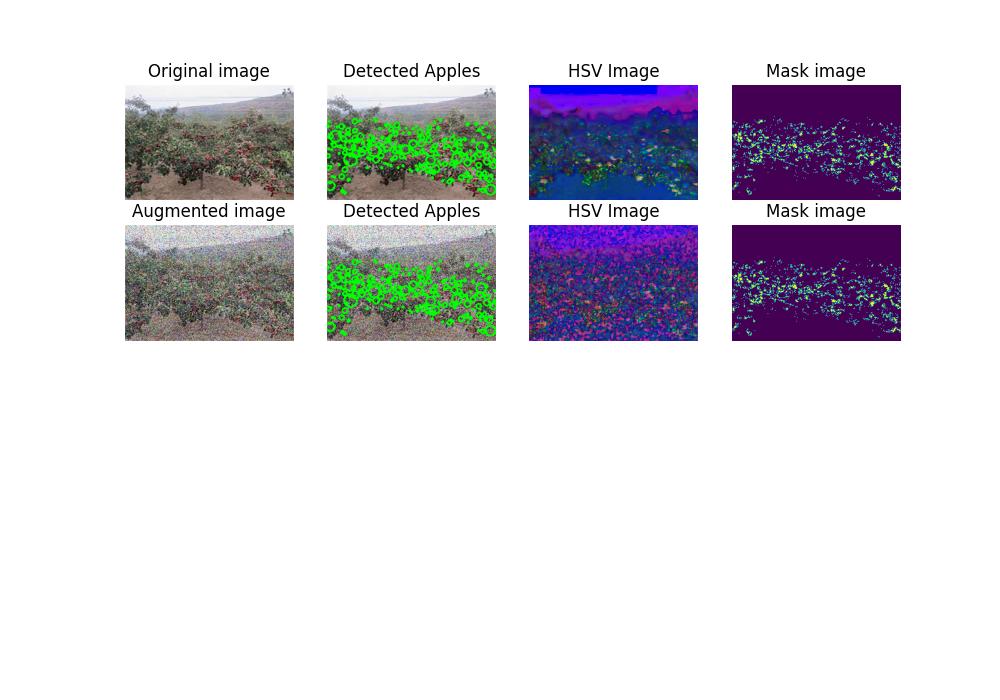 Original image
Detected Apples
HSV Image
Mask image
Augmented image
Detected Apples
HSV Image
Mask image